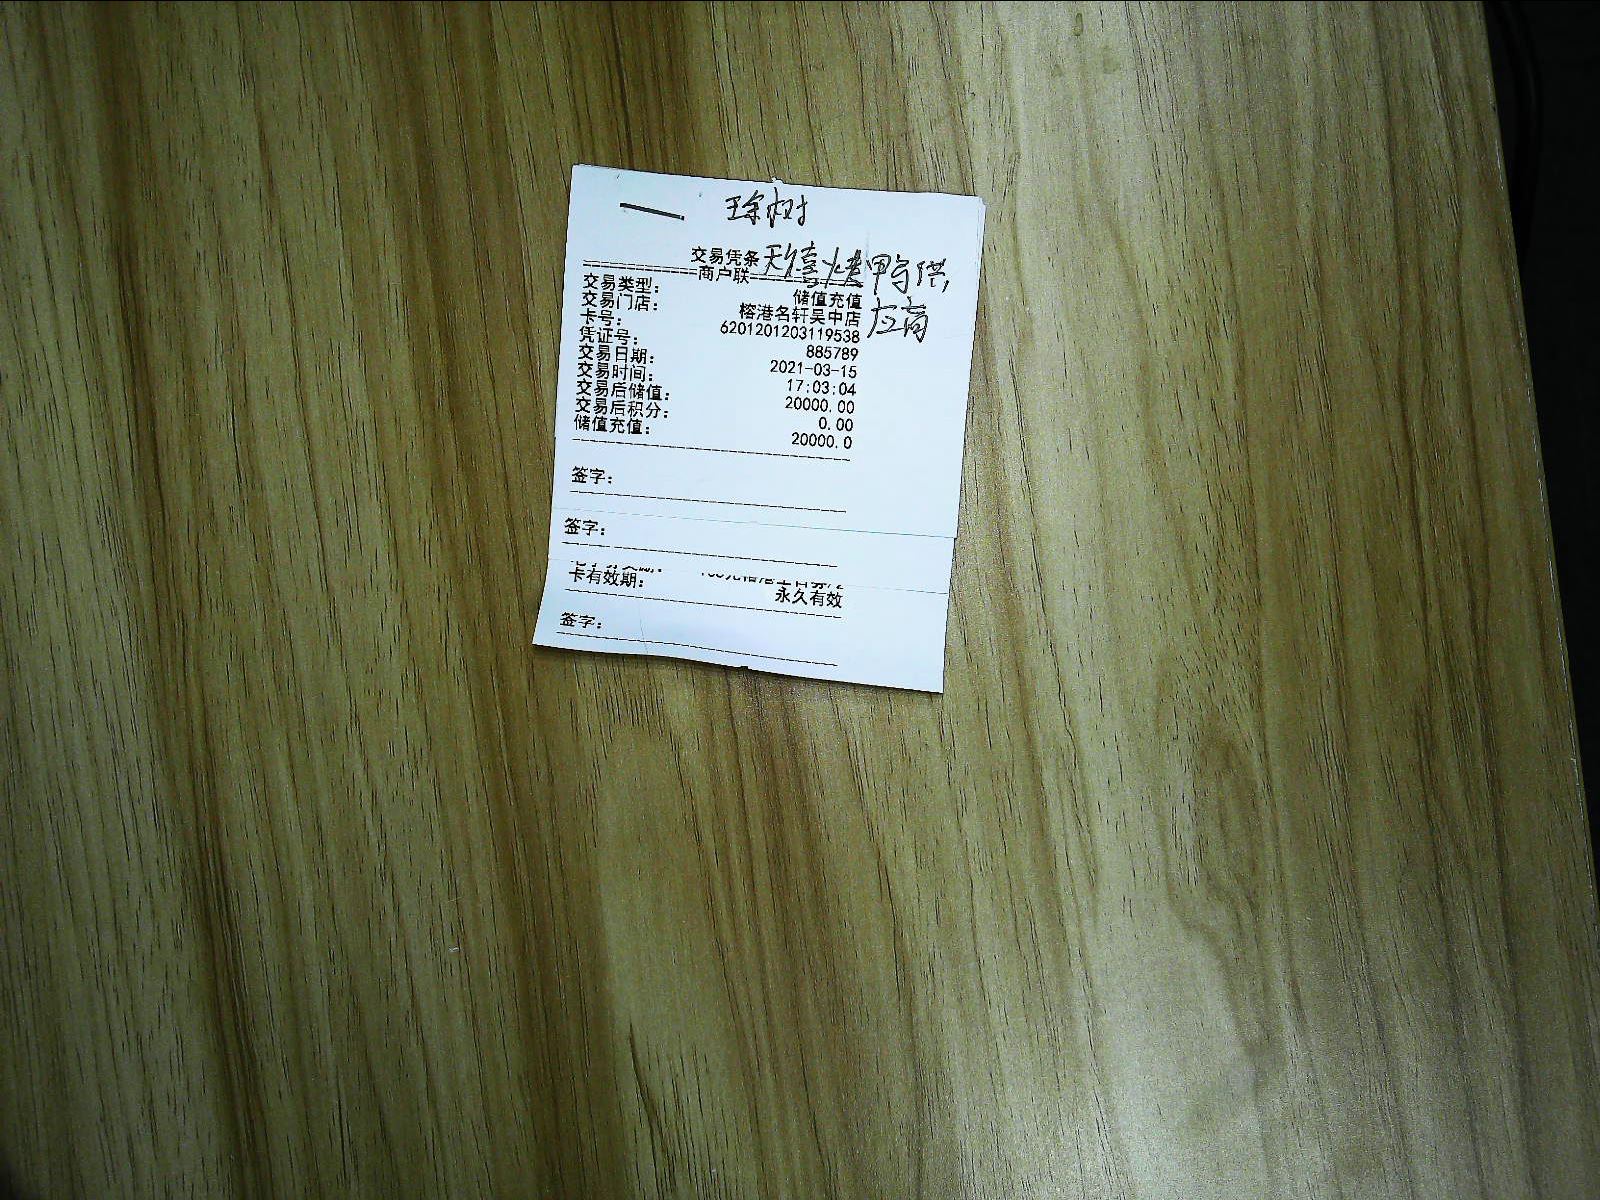 交易凭条
===========商户联===========
交易类型: 储值充值
交易门店: 榕港名轩吴中店
卡号: 6201201203119538
凭证号: 885789
交易日期: 2021-03-15
交易时间: 17:03:04
交易后储值: 20000.00
交易后积分: 0.00
储值充值: 20000.0
签字:
签字:
卡有效期: 永久有效
签字:
供
应商